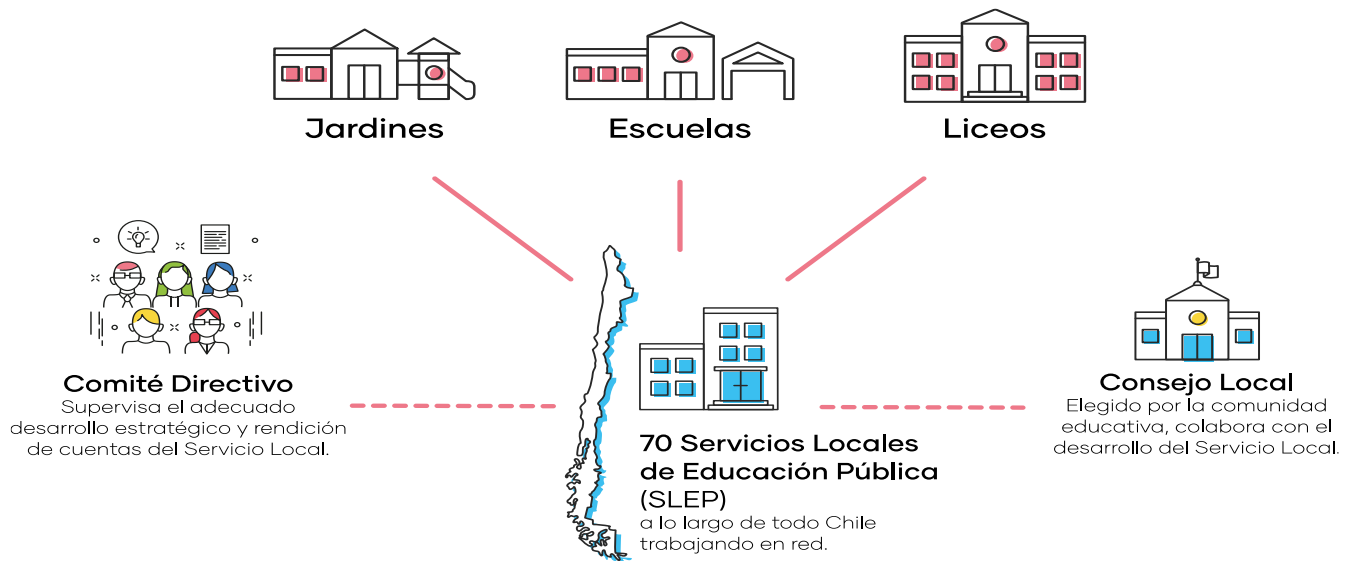 Jardines
Escuelas
Liceos
Comité Directivo
Supervisa el adecuado
desarrollo estratégico y rendición
de cuentas del Servicio Local.
70 Servicios Locales
de Educación Pública
(SLEP)
a lo largo de todo Chile
trabajando en red.
Consejo Local
Elegido por la comunidad
educativa, colabora con el
desarrollo del Servicio Local.